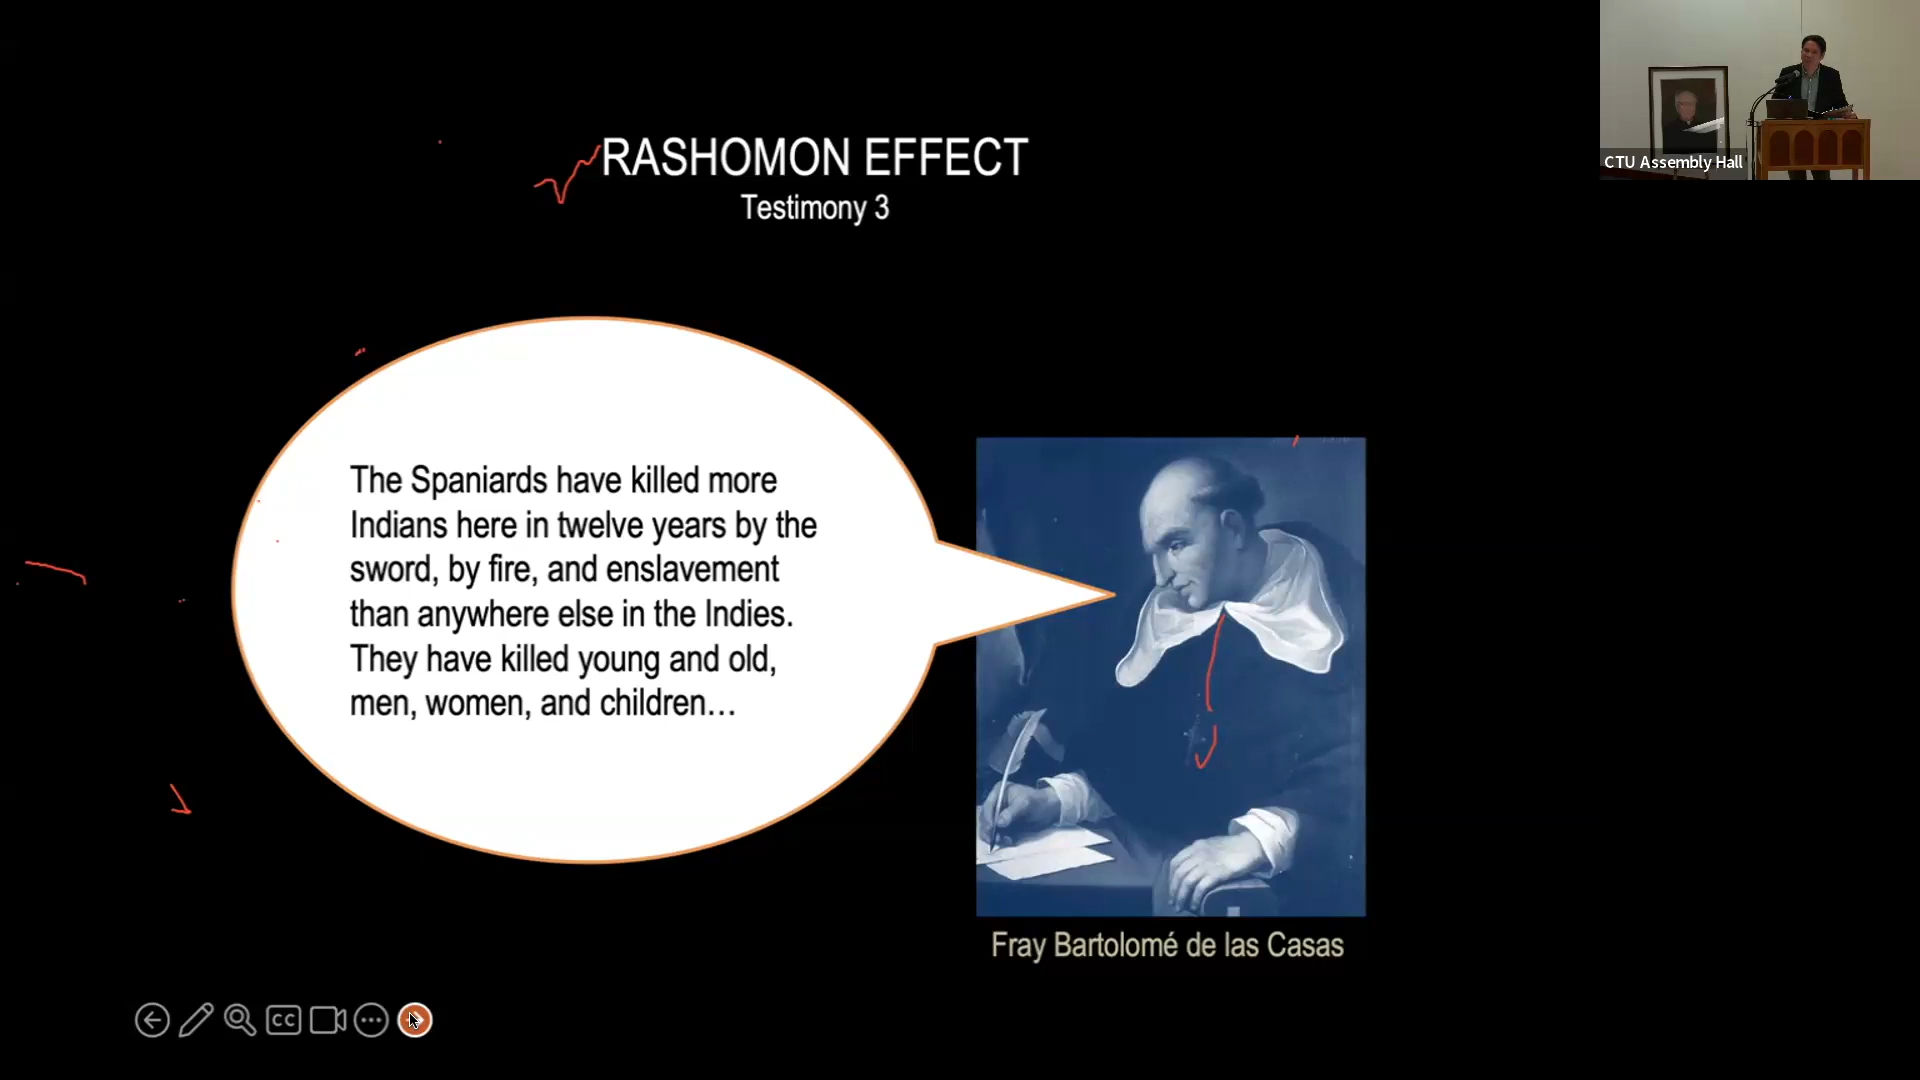 RASHOMON EFFECT
Testimony 3
CTU Assembly Hall
The Spaniards have killed more
Indians here in twelve years by the
sword, by fire, and enslavement
than anywhere else in the Indies.
They have killed young and old,
men, women, and children…
Fray Bartolomé de las Casas
CC